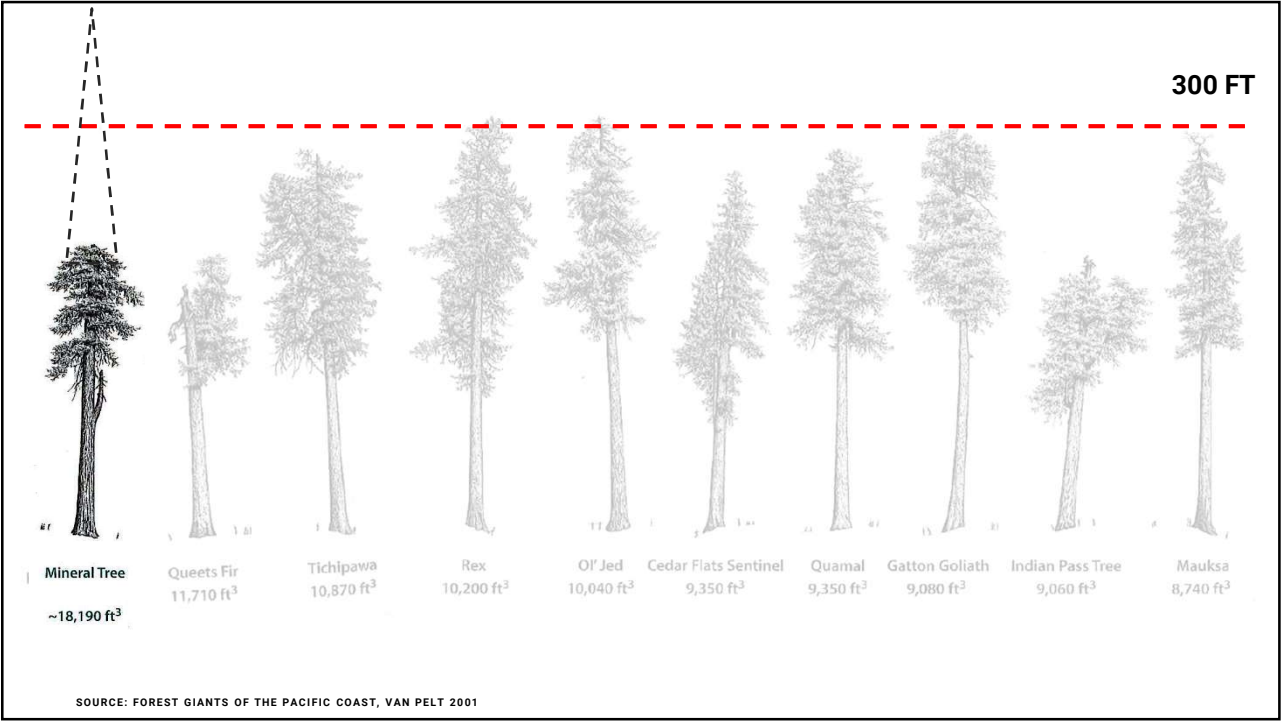 300 FT
Mineral Tree
~18,190 ft³
Queets Fir
11,710 ft³
Tichipawa
10,870 ft³
Rex
10,200 ft³
Ol' Jed
10,040 ft³
Cedar Flats Sentinel
9,350 ft³
Quamal
9,350 ft³
Gatton Goliath
9,080 ft³
Indian Pass Tree
9,060 ft³
Mauksa
8,740 ft³
SOURCE: FOREST GIANTS OF THE PACIFIC COAST, VAN PELT 2001